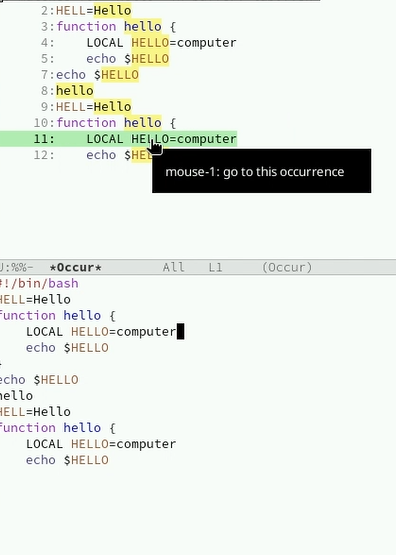 2:HELL=Hello
3:function hello {
4:    LOCAL HELLO=computer
5:    echo $HELLO
7:echo $HELLO
8:hello
9:HELL=Hello
10:function hello {
11:    LOCAL HELLO=computer
12:    echo $HEL
mouse-1: go to this occurrence
U:%%-  *Occur*      All   L1     (Occur)
#!/bin/bash
HELL=Hello
function hello {
    LOCAL HELLO=computer
    echo $HELLO
}
echo $HELLO
hello
HELL=Hello
function hello {
    LOCAL HELLO=computer
    echo $HELLO